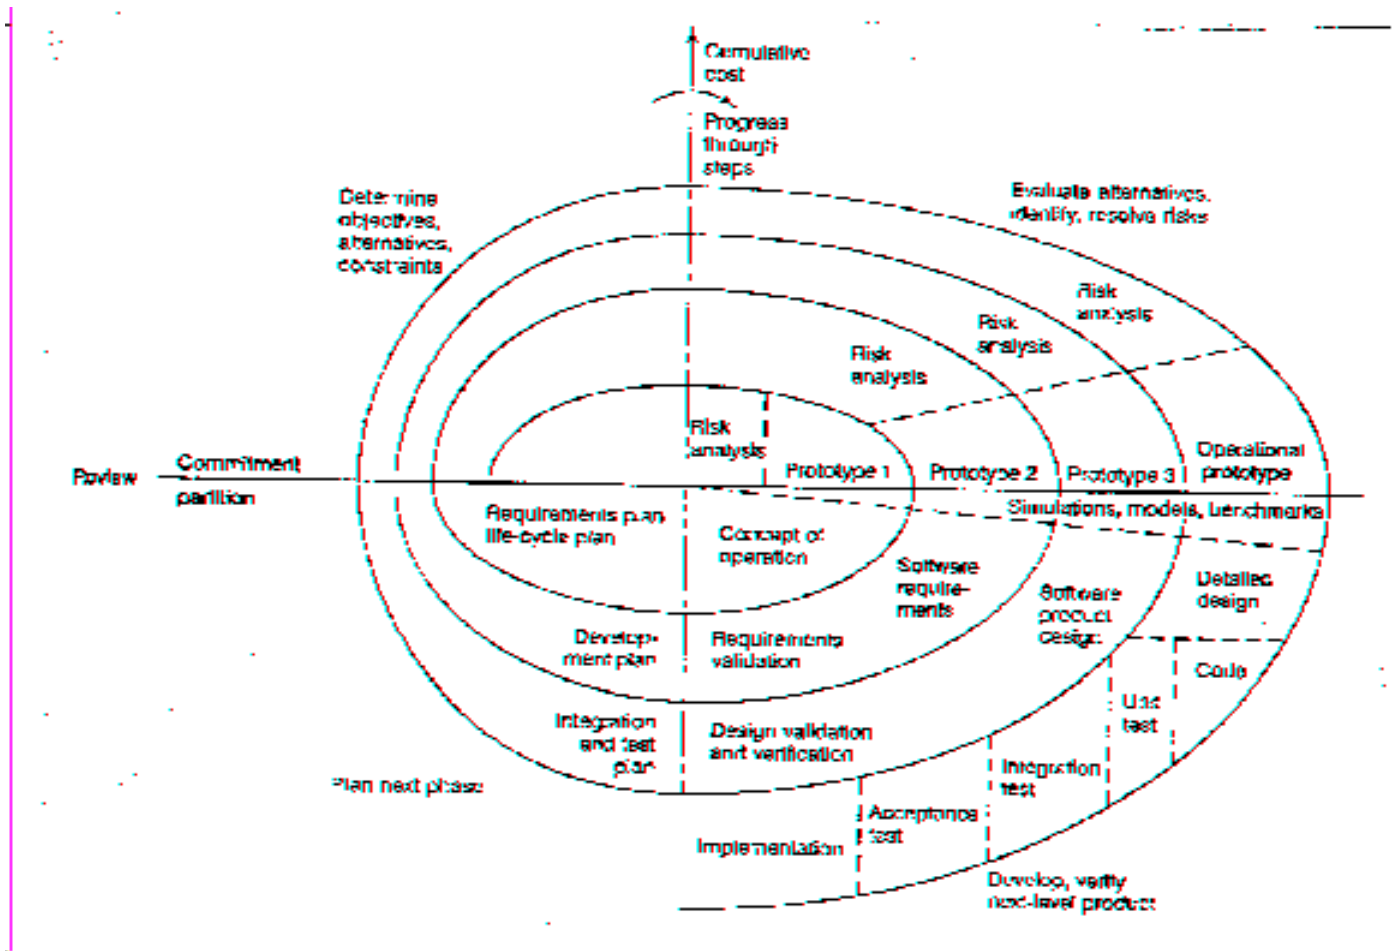 Cumulative
cost
Progress
through
steps
Determine
objectives,
alternatives,
constraints
Evaluate alternatives,
identify, resolve risks
Risk
analysis
Risk
analysis
Risk
analysis
Risk
analysis
Review
Commitment
partition
Prototype 1
Prototype 2
Prototype 3
Operational
prototype
Simulations, models, benchmarks
Requirements plan
life-cycle plan
Concept of
operation
Software
require-
ments
Software
product
design
Detailed
design
Develop-
ment plan
Requirements
validation
Code
Unit
test
Integration
and test
plan
Design validation
and verification
Integration
test
Plan next phase
Acceptance
test
Implementation
Develop, verify
next-level product